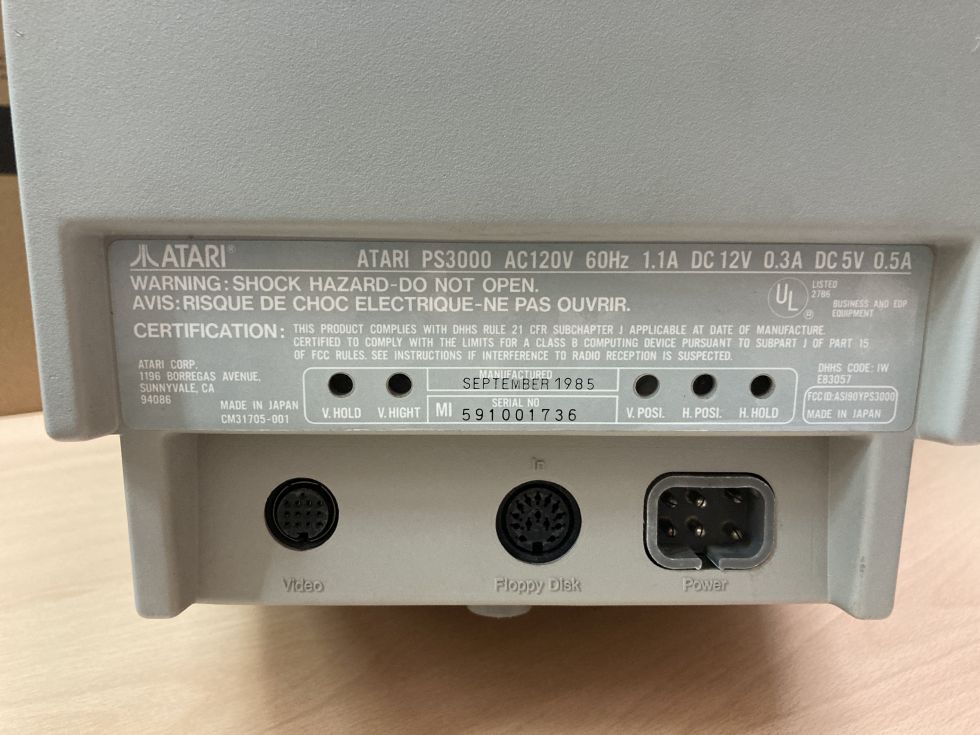 ATARI® ATARI PS3000 AC120V 60Hz 1.1A DC12V 0.3A DC5V 0.5A
WARNING: SHOCK HAZARD-DO NOT OPEN.
AVIS: RISQUE DE CHOC ELECTRIQUE-NE PAS OUVRIR.
UL ® LISTED
2786
BUSINESS AND EDP
EQUIPMENT
CERTIFICATION: THIS PRODUCT COMPLIES WITH DHHS RULE 21 CFR SUBCHAPTER J APPLICABLE AT DATE OF MANUFACTURE.
CERTIFIED TO COMPLY WITH THE LIMITS FOR A CLASS B COMPUTING DEVICE PURSUANT TO SUBPART J OF PART 15
OF FCC RULES. SEE INSTRUCTIONS IF INTERFERENCE TO RADIO RECEPTION IS SUSPECTED.
ATARI CORP.
1196 BORREGAS AVENUE,
SUNNYVALE, CA
94086
MADE IN JAPAN
CM31705-001
V.HOLD V.HIGHT
MANUFACTURED
SEPTEMBER 1985
SERIAL NO
MI 591001736
V.POSI. H.POSI. H.HOLD
DHHS CODE: IW
E83057
FCC ID: ASI90YPS3000
MADE IN JAPAN
In
Video Floppy Disk Power